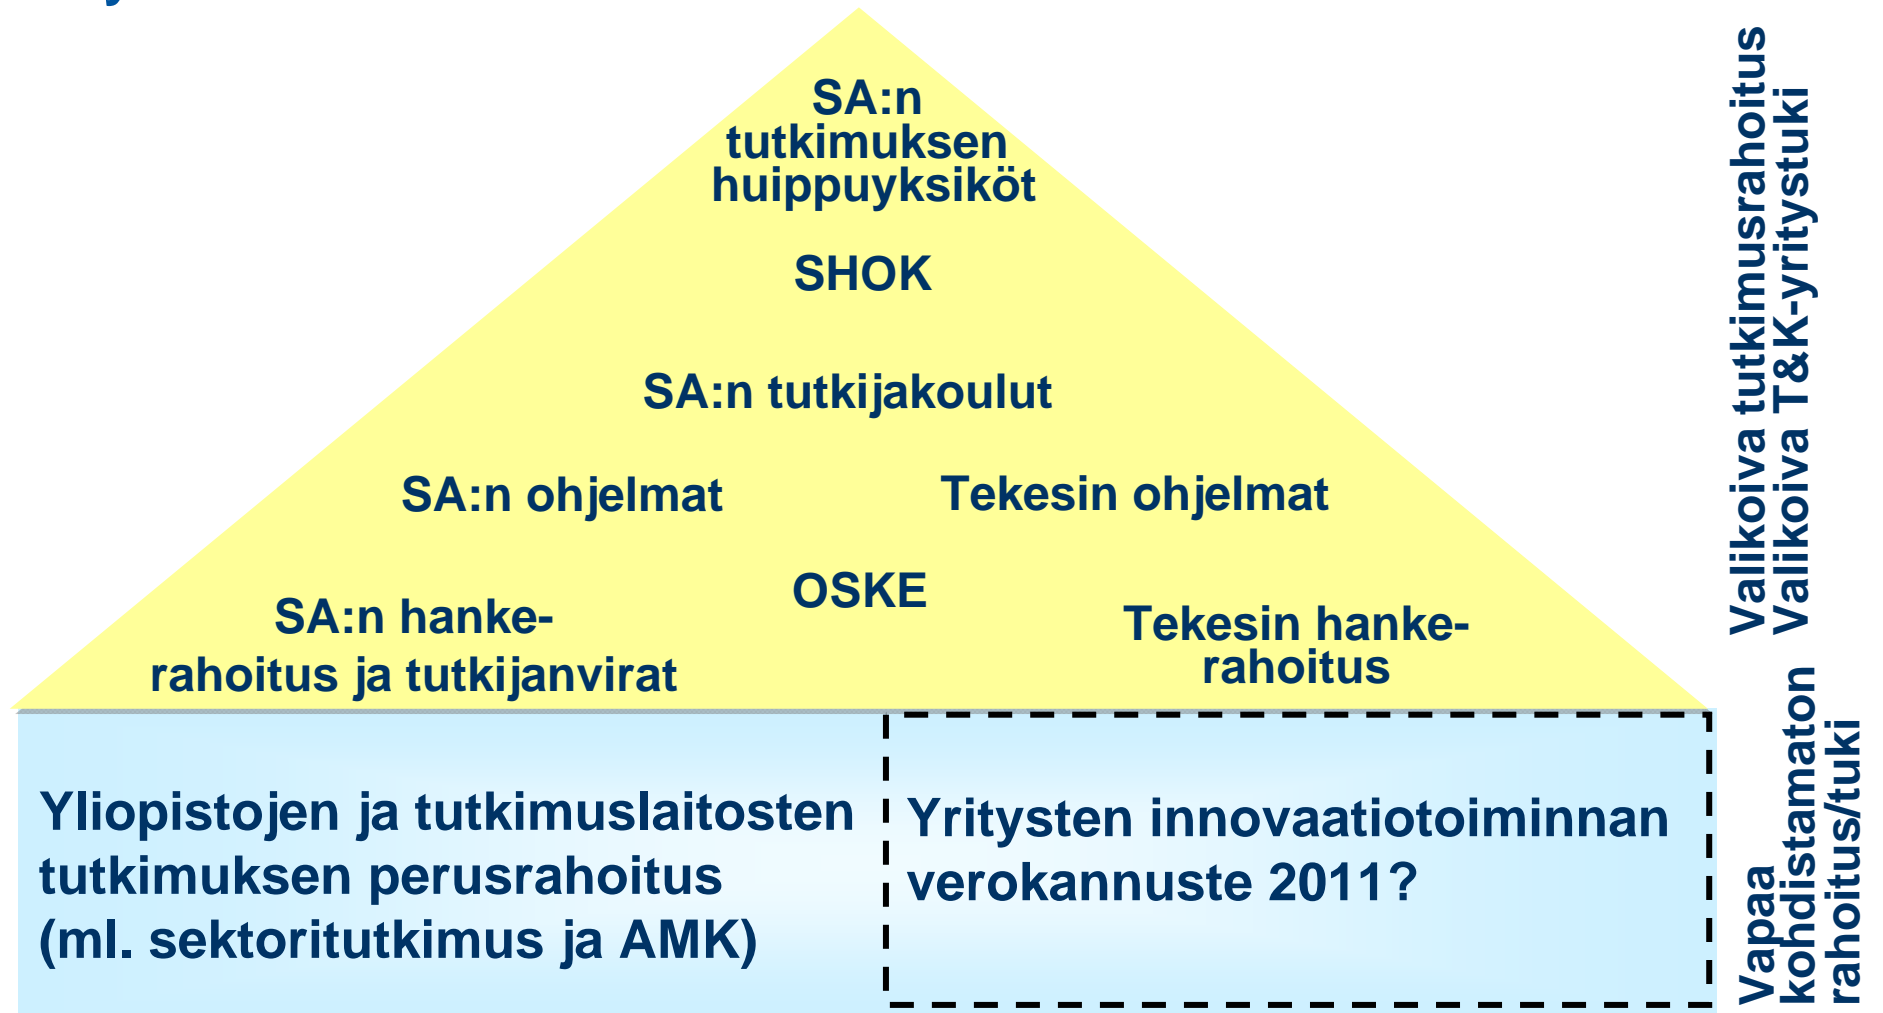 SA:n
tutkimuksen
huippuyksiköt
SHOK
SA:n tutkijakoulut
SA:n ohjelmat
Tekesin ohjelmat
OSKE
SA:n hanke-
rahoitus ja tutkijanvirat
Tekesin hanke-
rahoitus
Yliopistojen ja tutkimuslaitosten
tutkimuksen perusrahoitus
(ml. sektoritutkimus ja AMK)
Yritysten innovaatiotoiminnan
verokannuste 2011?
Valikoiva tutkimusrahoitus
Valikoiva T&K-yritystuki
Vapaa
kohdistamaton
rahoitus/tuki